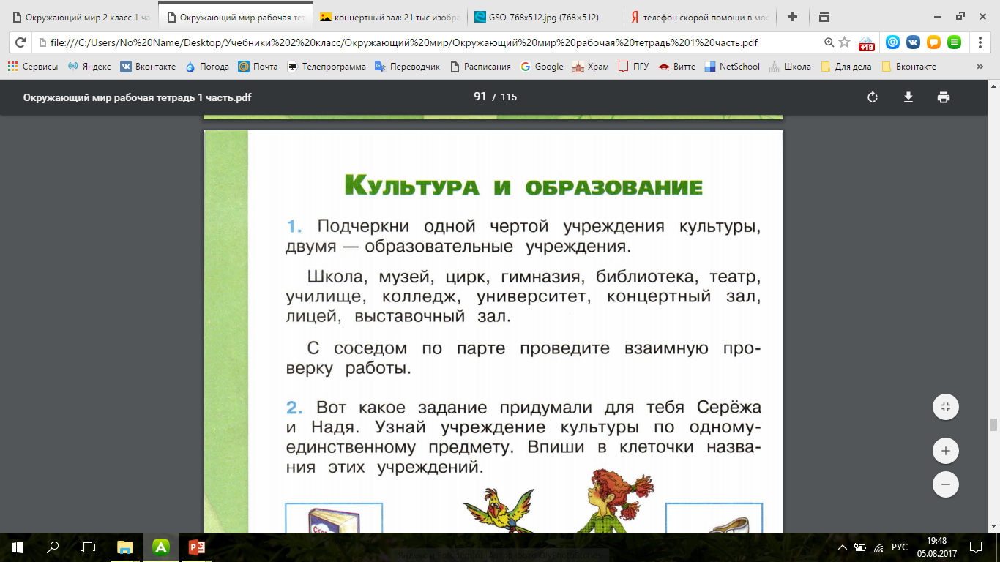 Окружающий мир 2 класс 1 ча
Окружающий мир рабочая тет
концертный зал: 21 тыс изобра
GSO-768x512.jpg (768×512)
телефон скорой помощи в мос
file:///C:/Users/No%20Name/Desktop/Учебники%202%20класс/Окружающий%20мир/Окружающий%20мир%20рабочая%20тетрадь%201%20часть.pdf
+19
Сервисы Яндекс Вконтакте Погода Почта Телепрограмма Переводчик Расписания Google Храм ПГУ Витте NetSchool Школа Для дела Вконтакте »
Окружающий мир рабочая тетрадь 1 часть.pdf 91 / 115
Культура и образование
1. Подчеркни одной чертой учреждения культуры,
двумя — образовательные учреждения.
Школа, музей, цирк, гимназия, библиотека, театр,
училище, колледж, университет, концертный зал,
лицей, выставочный зал.
С соседом по парте проведите взаимную про-
верку работы.
2. Вот какое задание придумали для тебя Серёжа
и Надя. Узнай учреждение культуры по одному-
единственному предмету. Впиши в клеточки назва-
ния этих учреждений.
РУС
19:48
05.08.2017